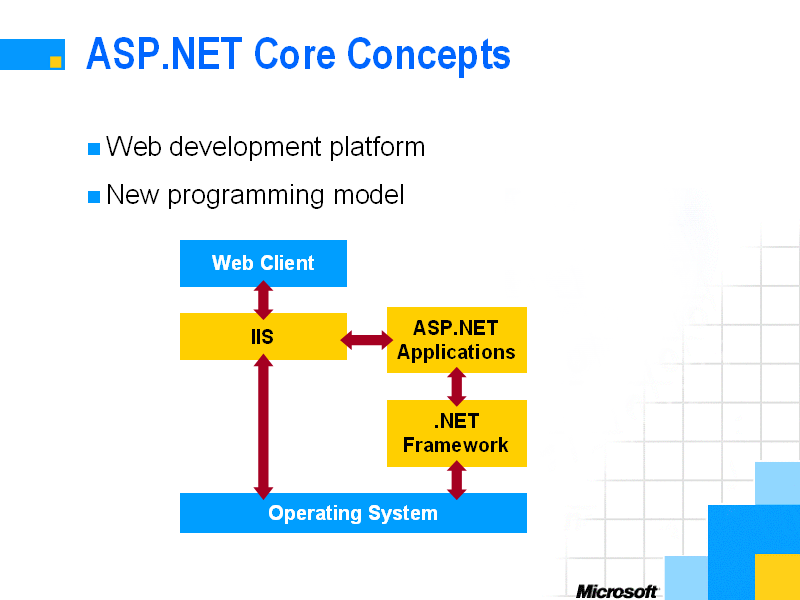 ASP.NET Core Concepts
Web development platform
New programming model
Web Client
IIS
ASP.NET
Applications
.NET
Framework
Operating System
Microsoft